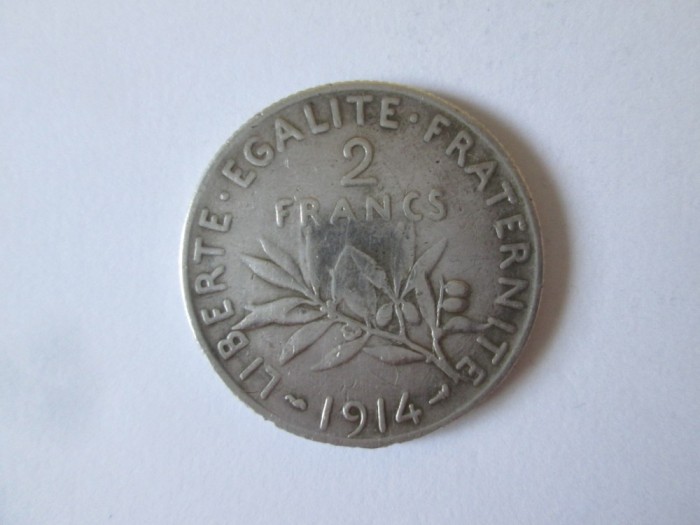 LIBERTE · EGALITE · FRATERNITE
2
FRANCS
1914